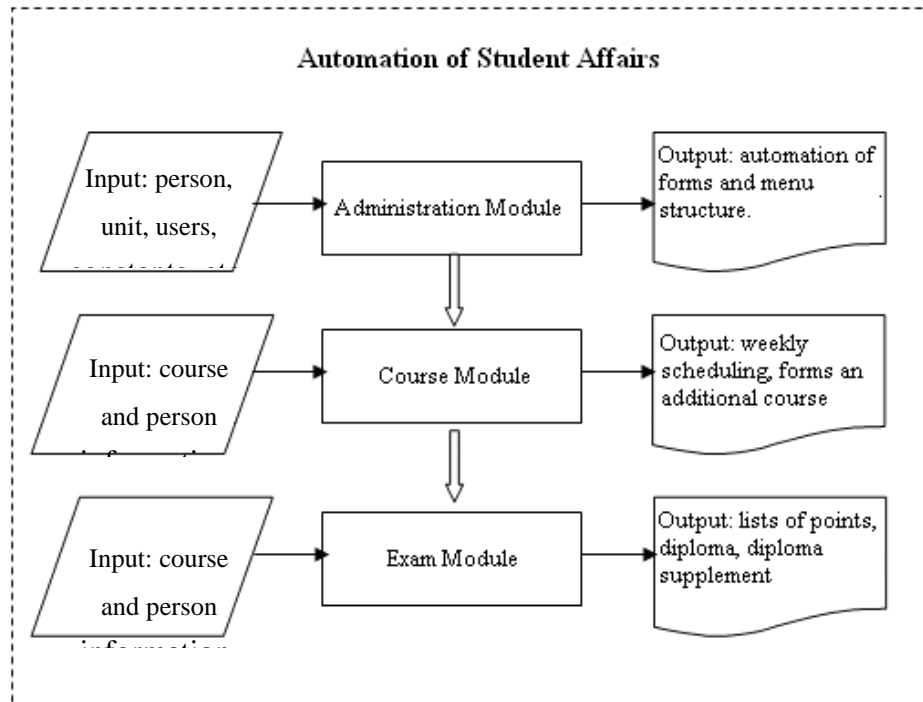 Automation of Student Affairs
Input: person,
unit, users,
Administration Module
Output: automation of
forms and menu
structure.
Input: course
and person
Course Module
Output: weekly
scheduling, forms an
additional course
Input: course
and person
information
Exam Module
Output: lists of points,
diploma, diploma
supplement